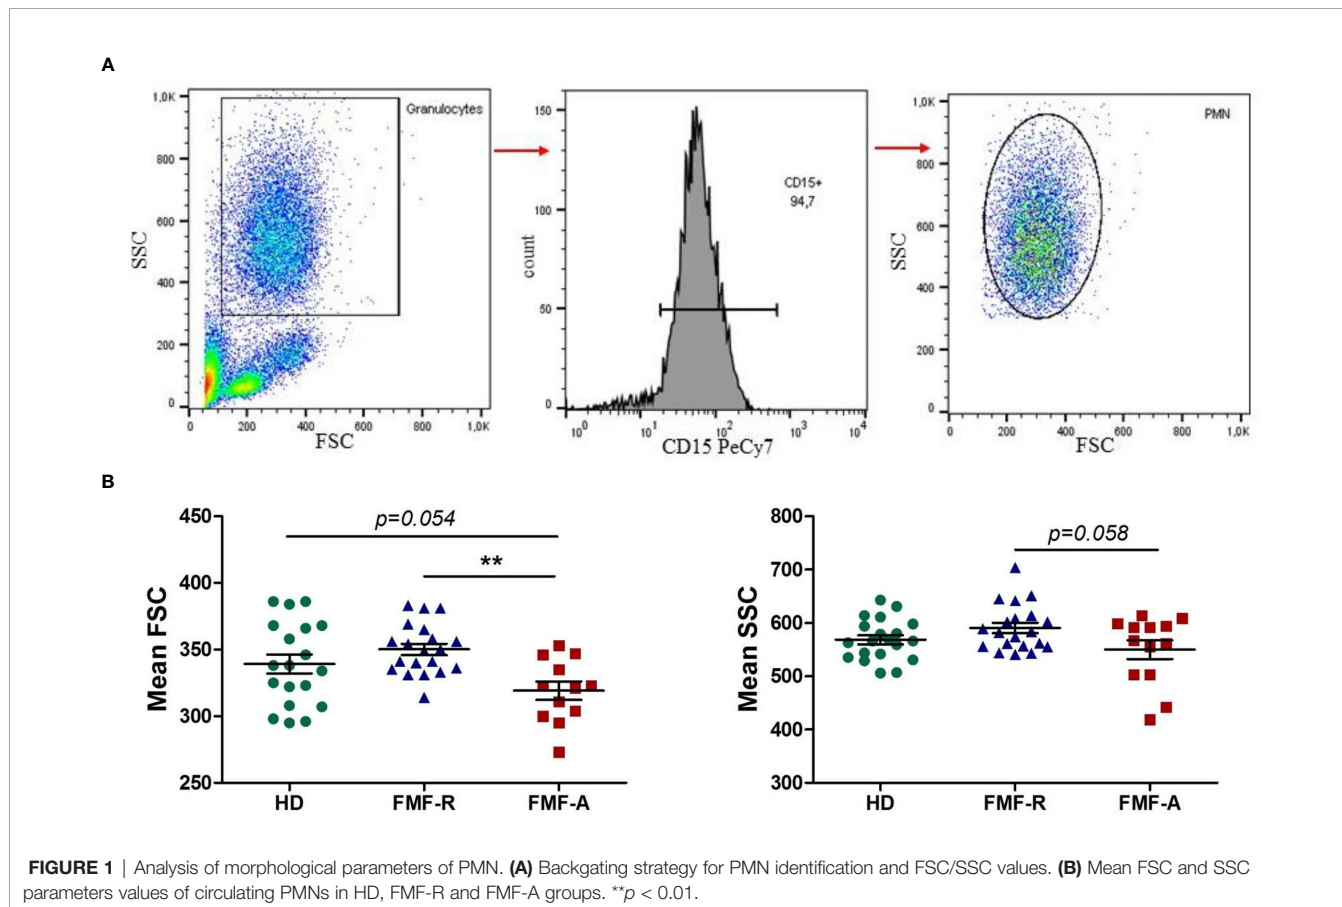 A
1,0K
800
600
400
200
0
SSC
Granulocytes
0 200 400 600 800 1,0K
FSC
150
100
50
0
count
CD15+
94,7
10^0 10^1 10^2 10^3 10^4
CD15 PeCy7
1,0K
800
600
400
200
0
SSC
PMN
0 200 400 600 800 1,0K
FSC
B
450
400
350
300
250
Mean FSC
p=0.054
**
HD FMF-R FMF-A
800
700
600
500
400
300
Mean SSC
p=0.058
HD FMF-R FMF-A
FIGURE 1 | Analysis of morphological parameters of PMN. (A) Backgating strategy for PMN identification and FSC/SSC values. (B) Mean FSC and SSC
parameters values of circulating PMNs in HD, FMF-R and FMF-A groups. **p < 0.01.